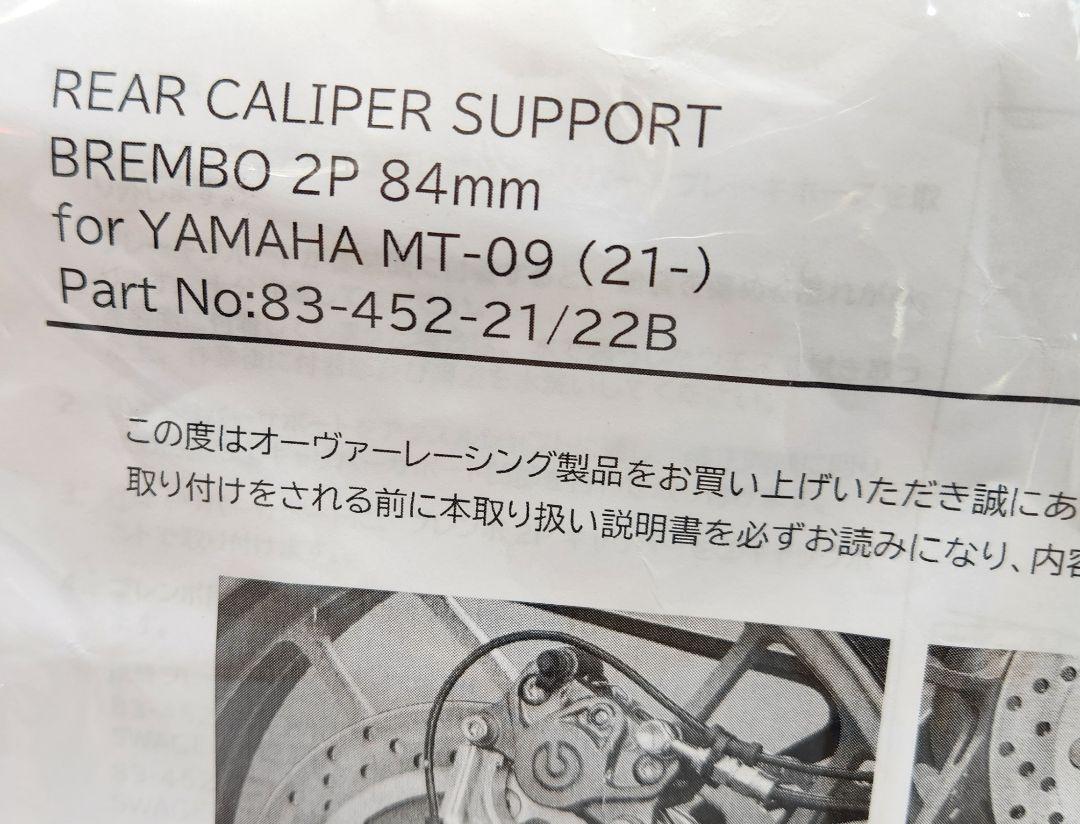 REAR CALIPER SUPPORT
BREMBO 2P 84mm
for YAMAHA MT-09 (21-)
Part No:83-452-21/22B
この度はオーヴァーレーシング製品をお買い上げいただき誠にあ
取り付けをされる前に本取り扱い説明書を必ずお読みになり、内容